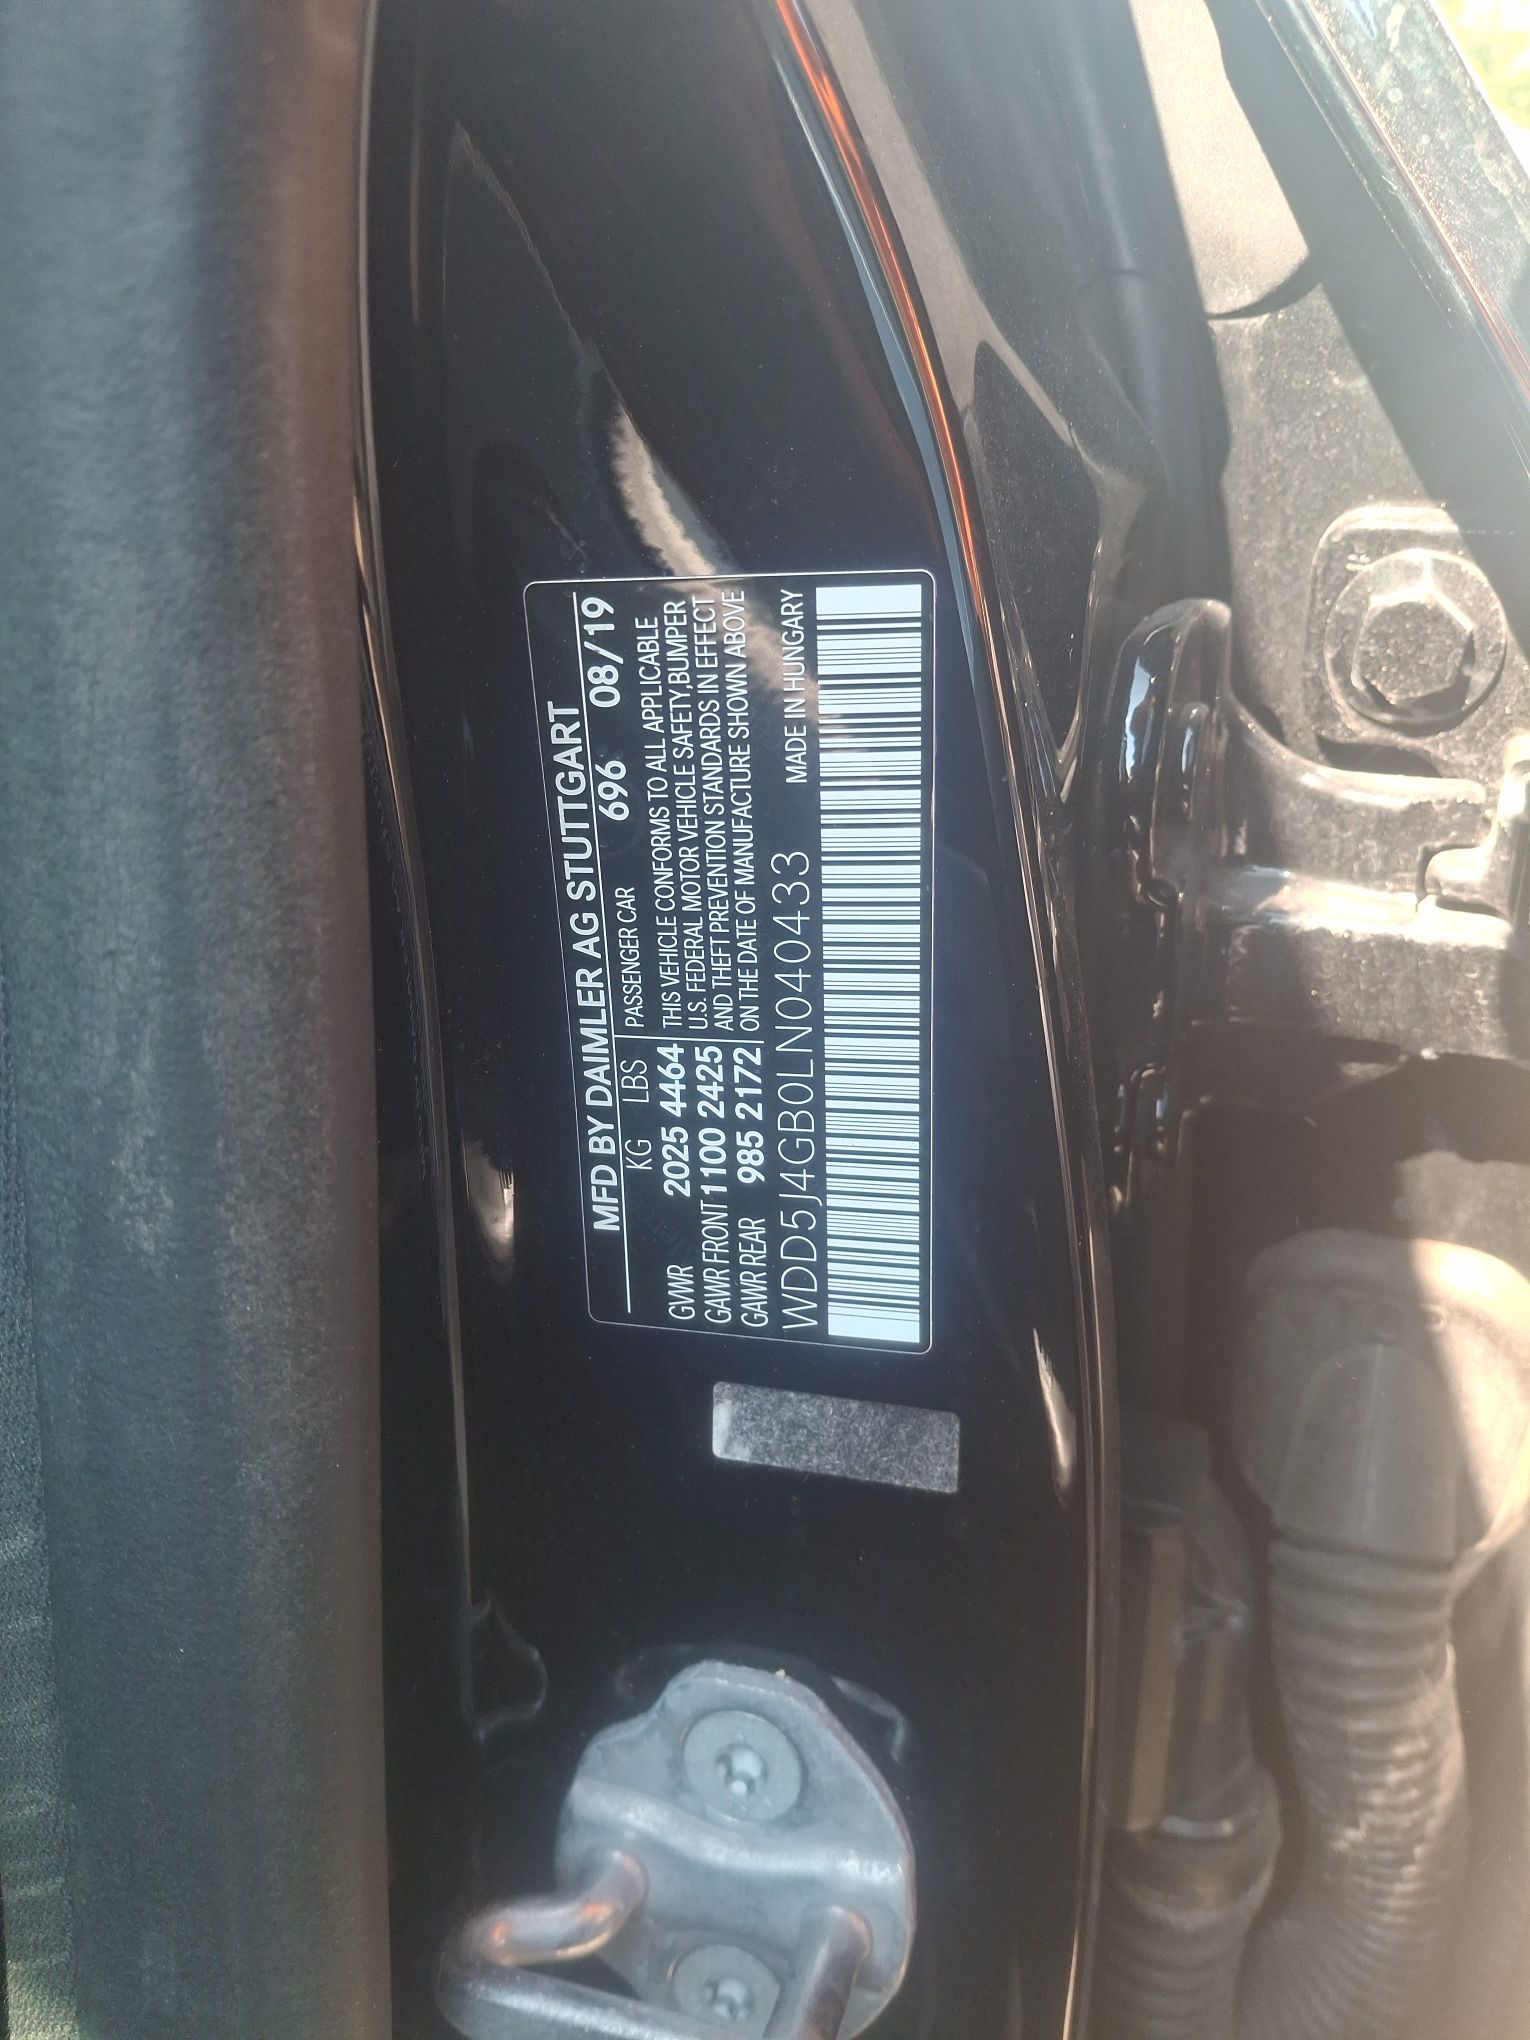 MFD BY DAIMLER AG STUTTGART
KG LBS PASSENGER CAR 696 08/19
GVWR 2025 4464 THIS VEHICLE CONFORMS TO ALL APPLICABLE
GAWR FRONT 1100 2425 U.S. FEDERAL MOTOR VEHICLE SAFETY,BUMPER
GAWR REAR 985 2172 AND THEFT PREVENTION STANDARDS IN EFFECT
ON THE DATE OF MANUFACTURE SHOWN ABOVE
WDD5J4GB0LN040433 MADE IN HUNGARY